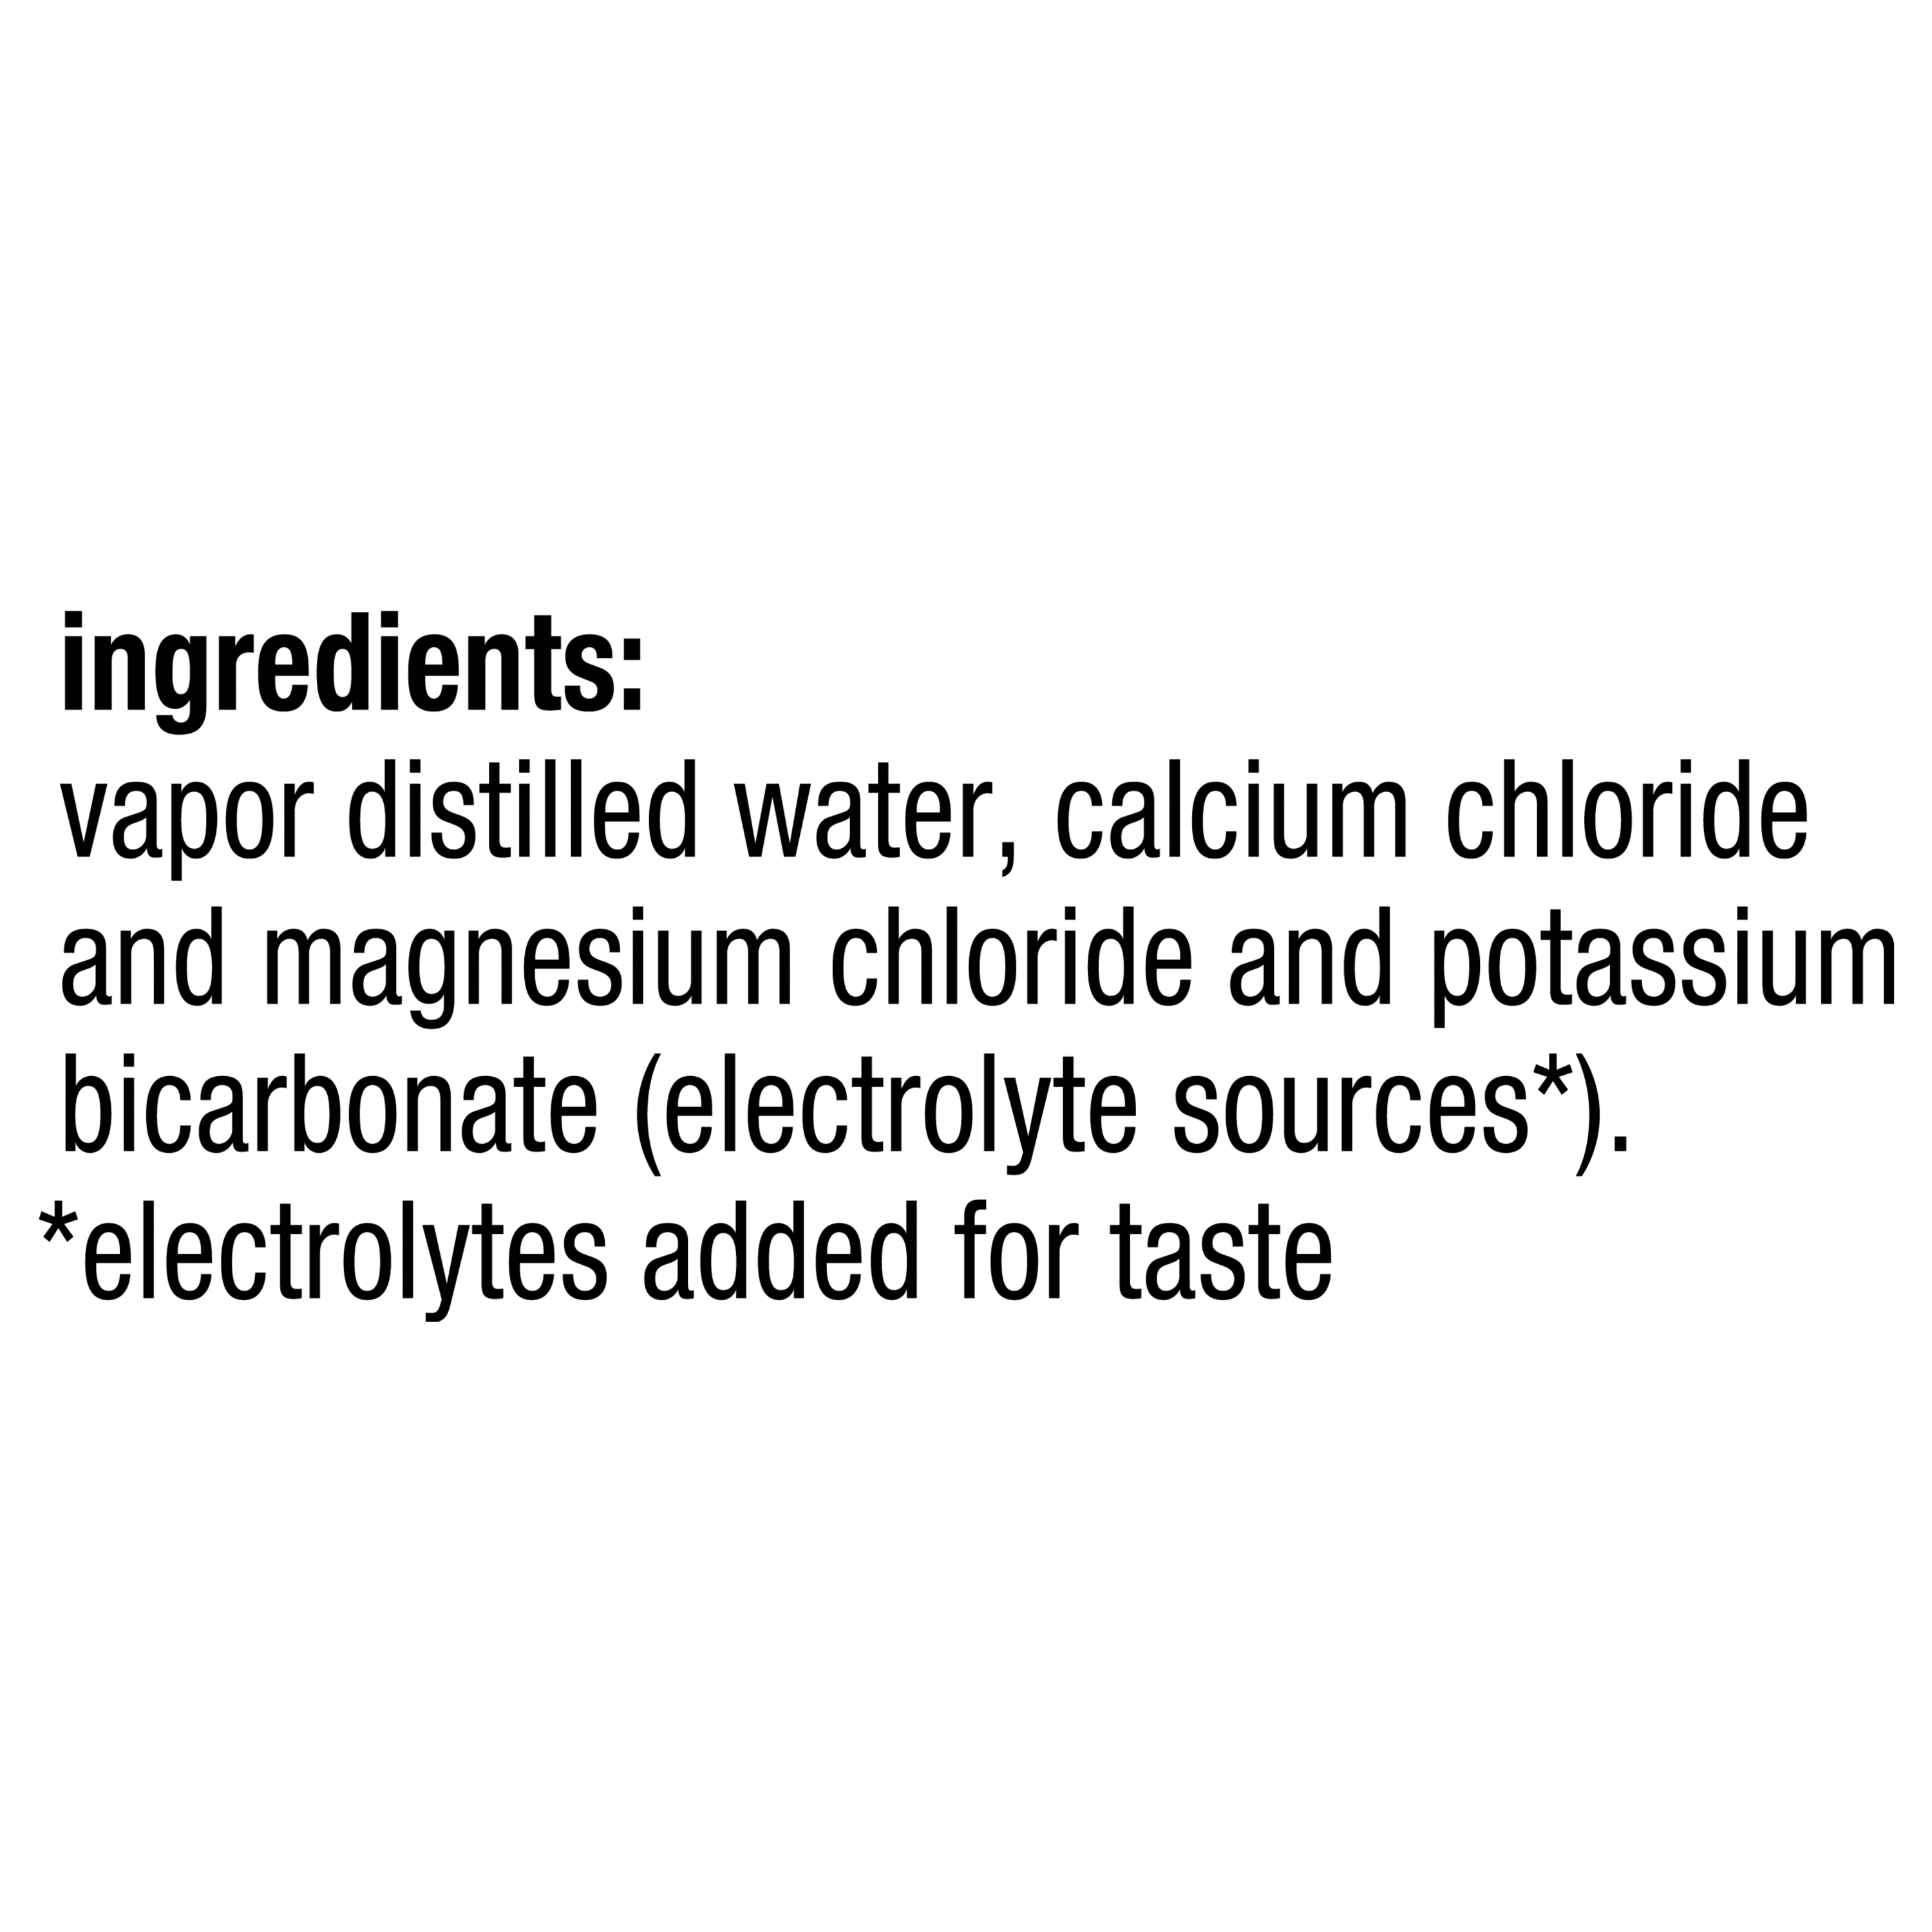 ingredients:
vapor distilled water, calcium chloride
and magnesium chloride and potassium
bicarbonate (electrolyte sources*).
*electrolytes added for taste